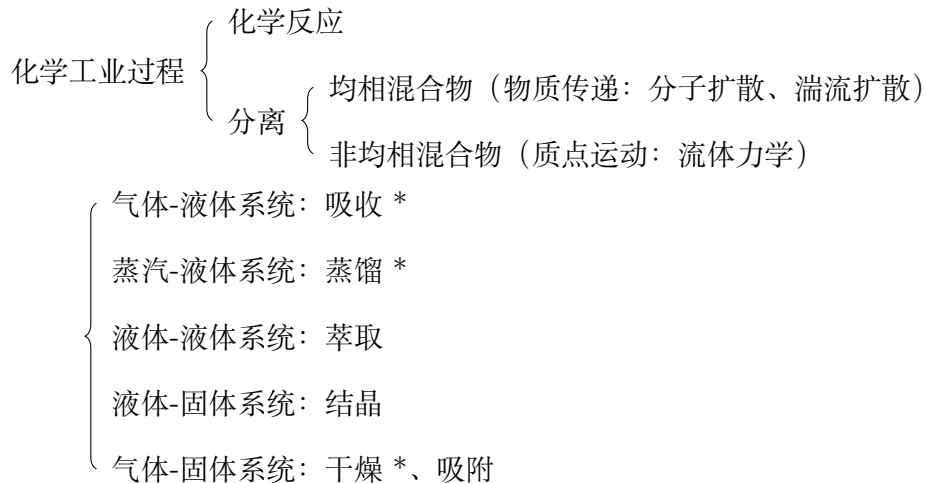 化学反应
化学工业过程
均相混合物（物质传递：分子扩散、湍流扩散）
分离
非均相混合物（质点运动：流体力学）
气体-液体系统：吸收 *
蒸汽-液体系统：蒸馏 *
液体-液体系统：萃取
液体-固体系统：结晶
气体-固体系统：干燥 *、吸附